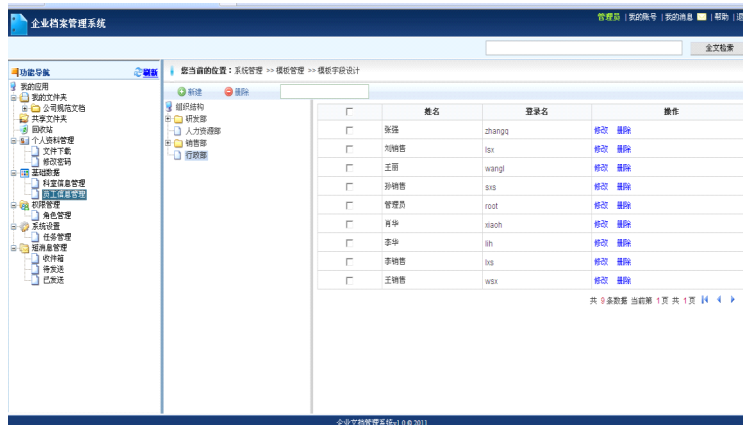 企业档案管理系统
管理员 | 我的账号 | 我的消息 | 帮助 |
全文检索
功能导航 刷新
您当前的位置：系统管理 >> 模板管理 >> 模板字段设计
我的应用
我的文件夹
公司规范文档
共享文件夹
回收站
个人资料管理
文件下载
修改密码
基础数据
科室信息管理
员工信息管理
权限管理
角色管理
系统设置
任务管理
短消息管理
收件箱
待发送
已发送
新建 删除
组织结构
研发部
人力资源部
销售部
行政部
姓名 登录名 操作
张强 zhangq 修改 删除
刘销售 lsx 修改 删除
王丽 wangl 修改 删除
孙销售 sxs 修改 删除
管理员 root 修改 删除
肖华 xiaoh 修改 删除
李华 lih 修改 删除
李销售 lxs 修改 删除
王销售 wsx 修改 删除
共 9 条数据 当前第 1 页 共 1 页
企业文档管理系统v1.0 © 2011